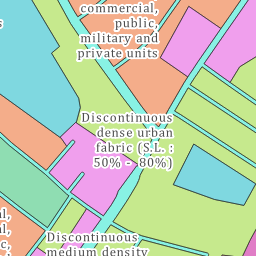 commercial,
public,
military and
private units
Discontinuous
dense urban
fabric (S.L. :
50% - 80%)
Discontinuous
medium density